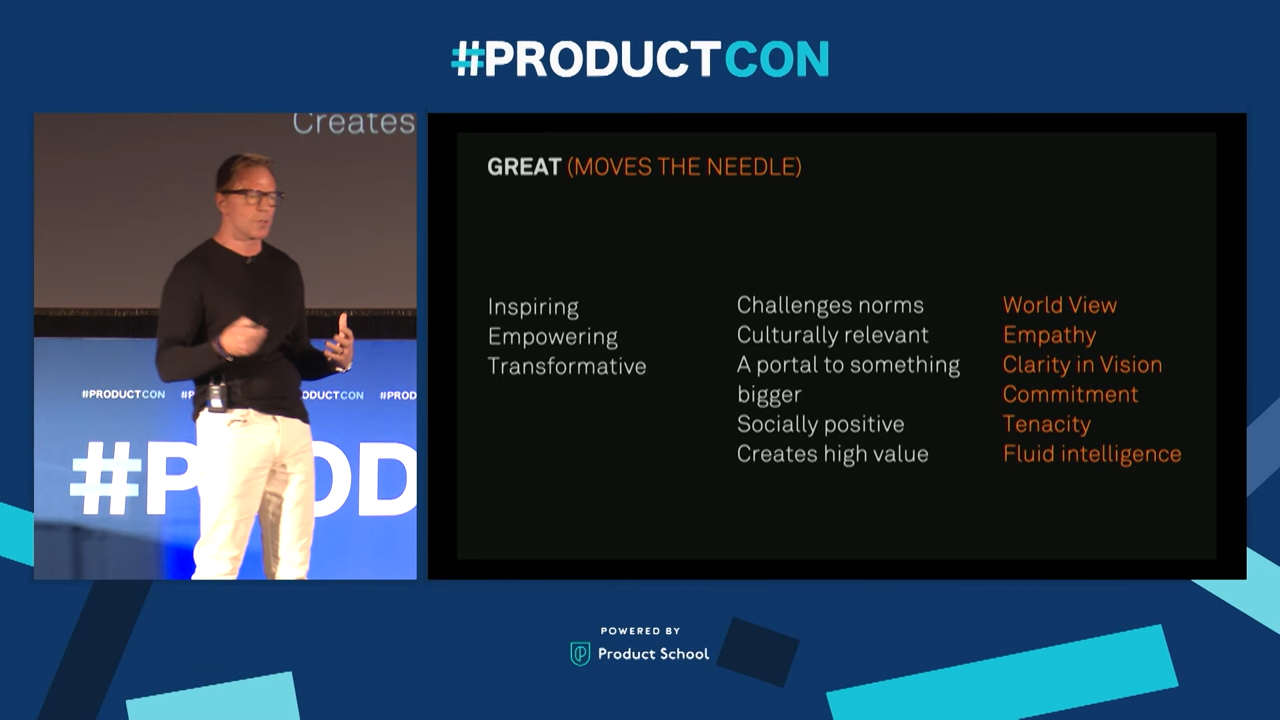 #PRODUCTCON
Creates
#PRODUCTCON
#P
ODUCTCON
#PROD
#P
OD
GREAT (MOVES THE NEEDLE)
Inspiring
Empowering
Transformative
Challenges norms
Culturally relevant
A portal to something
bigger
Socially positive
Creates high value
World View
Empathy
Clarity in Vision
Commitment
Tenacity
Fluid intelligence
POWERED BY
Product School